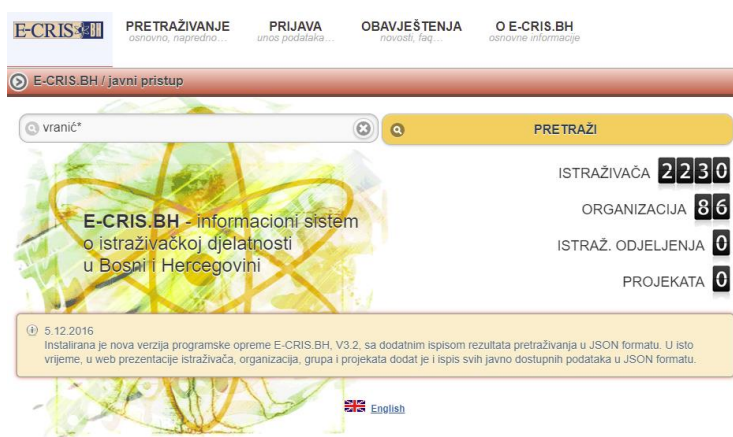 E-CRIS
PRETRAŽIVANJE
osnovno, napredno...
PRIJAVA
unos podataka...
OBAVJEŠTENJA
novosti, faq...
O E-CRIS.BH
osnovne informacije
E-CRIS.BH / javni pristup
vranić*
PRETRAŽI
ISTRAŽIVAČA 2230
ORGANIZACIJA 86
ISTRAŽ. ODJELJENJA 0
PROJEKATA 0
E-CRIS.BH - informacioni sistem
o istraživačkoj djelatnosti
u Bosni i Hercegovini
5.12.2016
Instalirana je nova verzija programske opreme E-CRIS.BH, V3.2, sa dodatnim ispisom rezultata pretraživanja u JSON formatu. U isto
vrijeme, u web prezentacije istraživača, organizacija, grupa i projekata dodat je i ispis svih javno dostupnih podataka u JSON formatu.
English